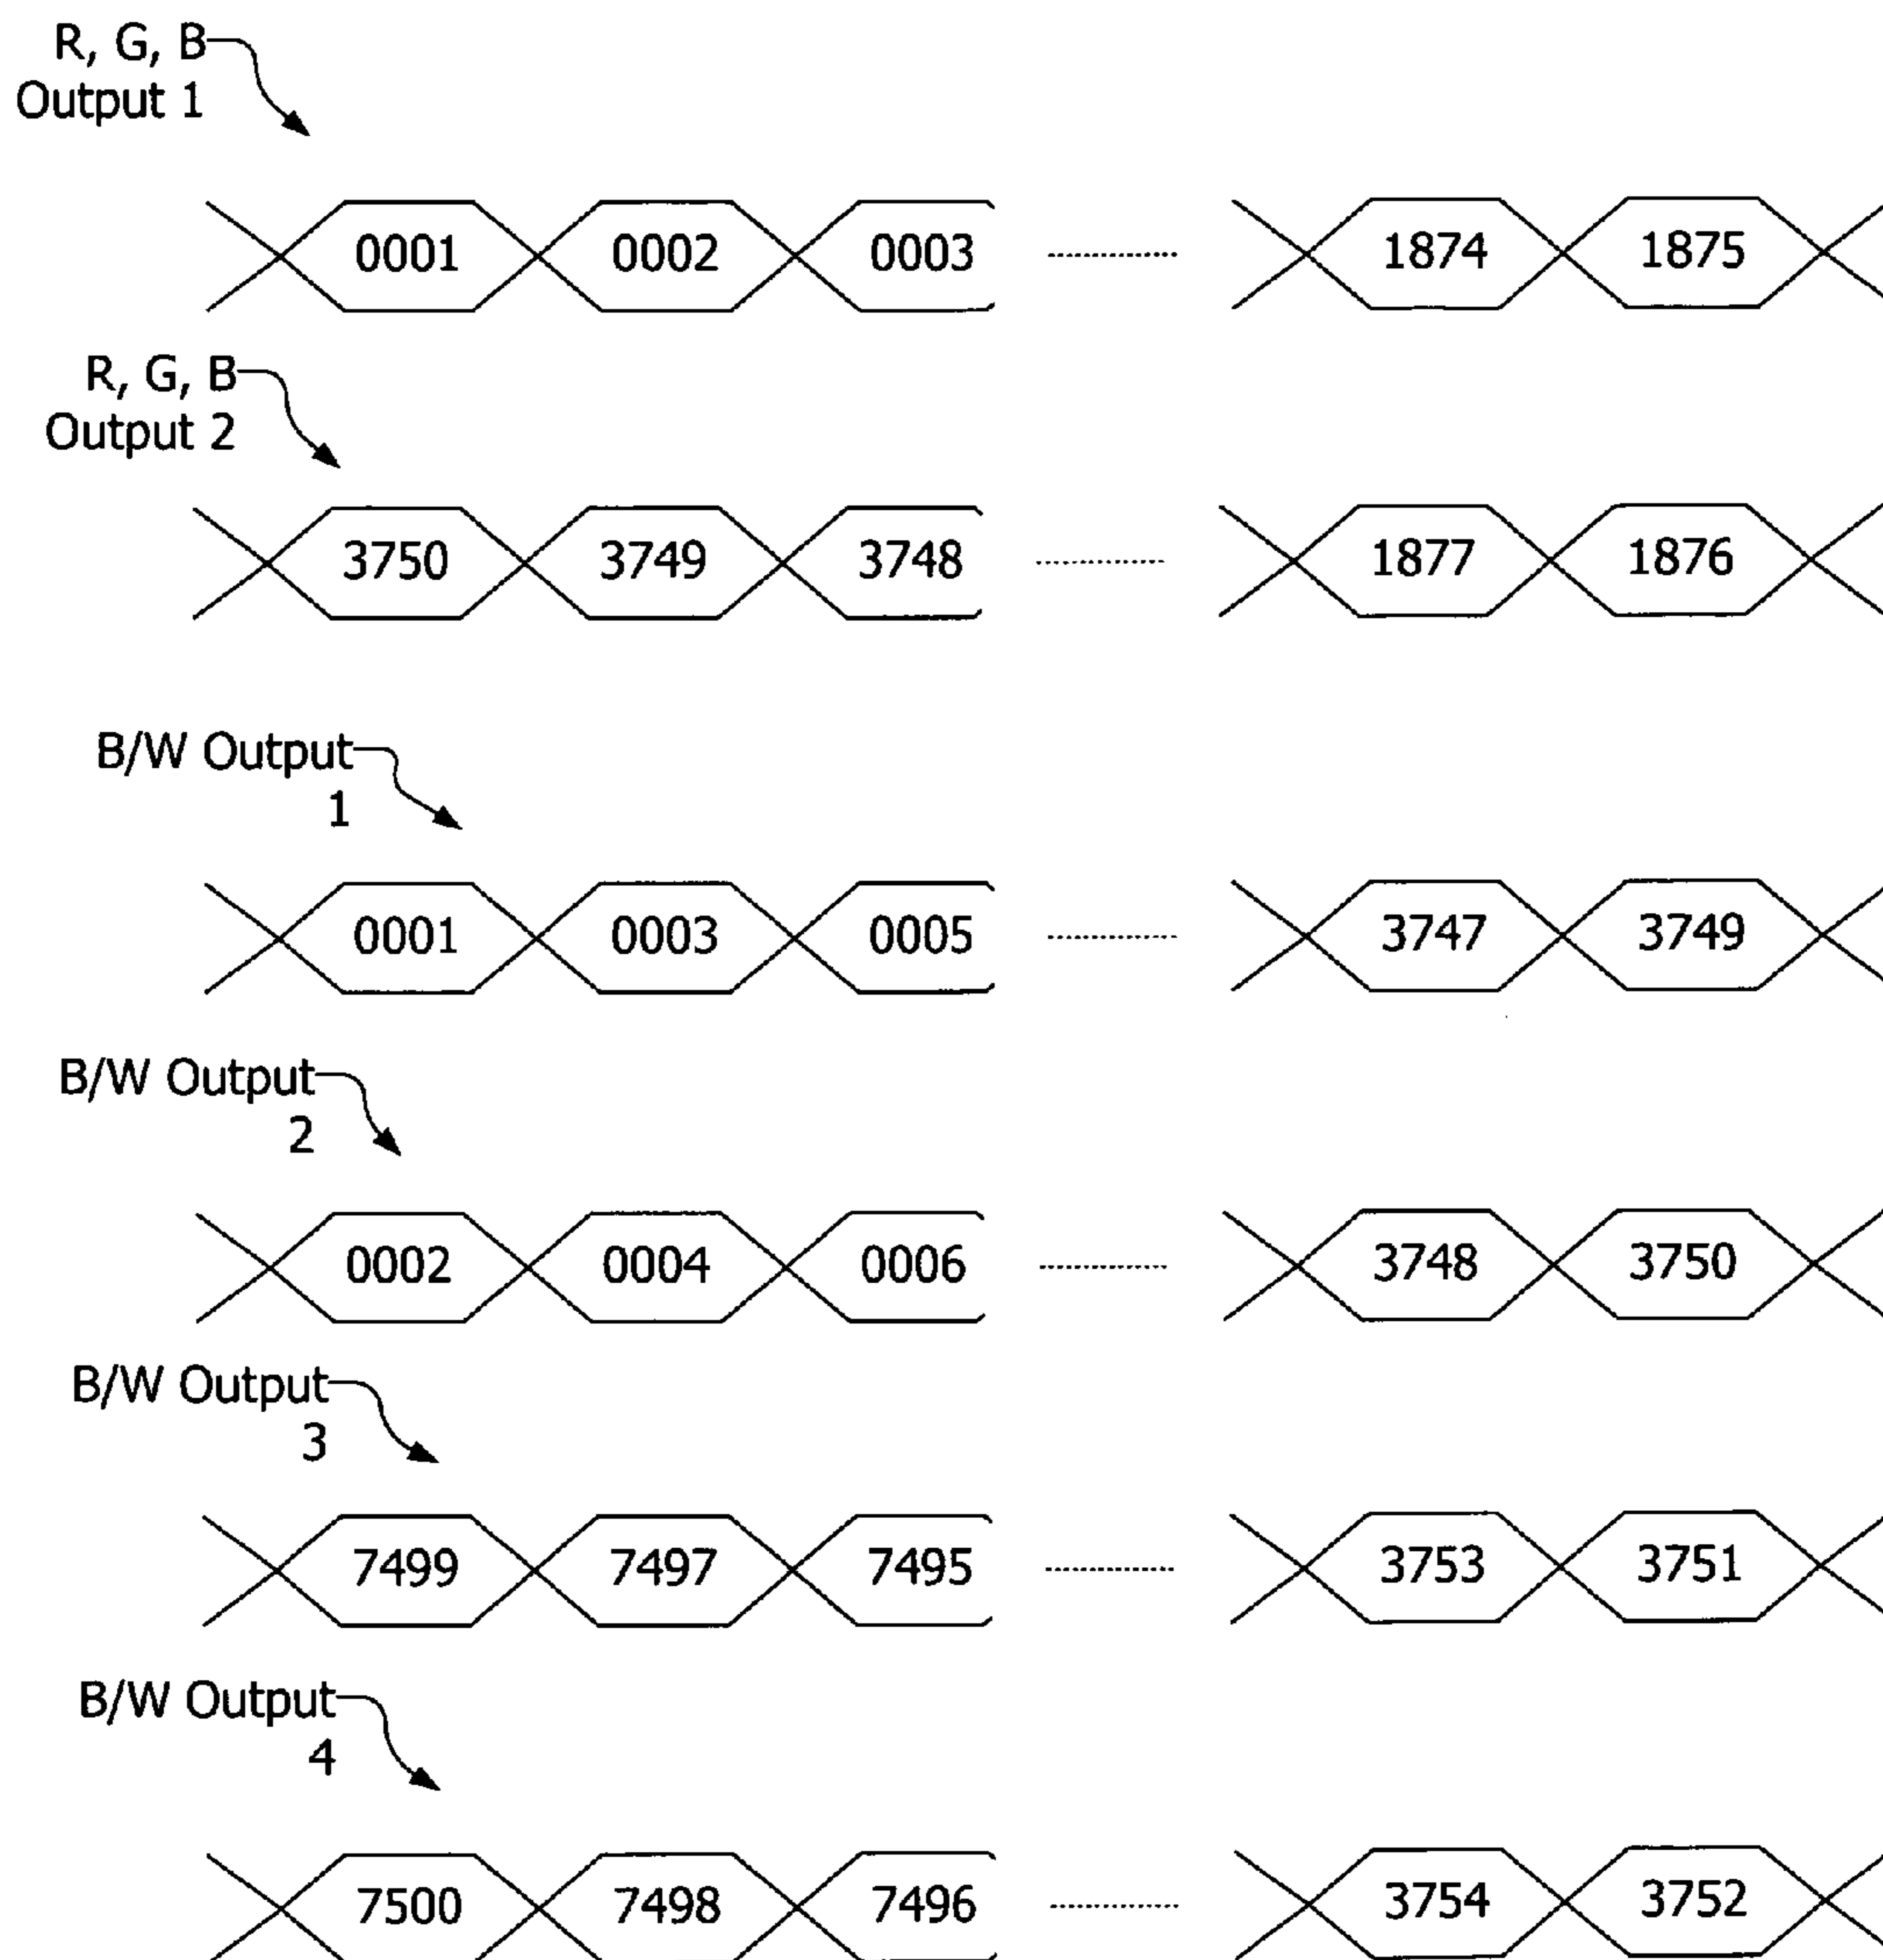 R, G, B
Output 1
0001 0002 0003 1874 1875
R, G, B
Output 2
3750 3749 3748 1877 1876
B/W Output
1
0001 0003 0005 3747 3749
B/W Output
2
0002 0004 0006 3748 3750
B/W Output
3
7499 7497 7495 3753 3751
B/W Output
4
7500 7498 7496 3754 3752